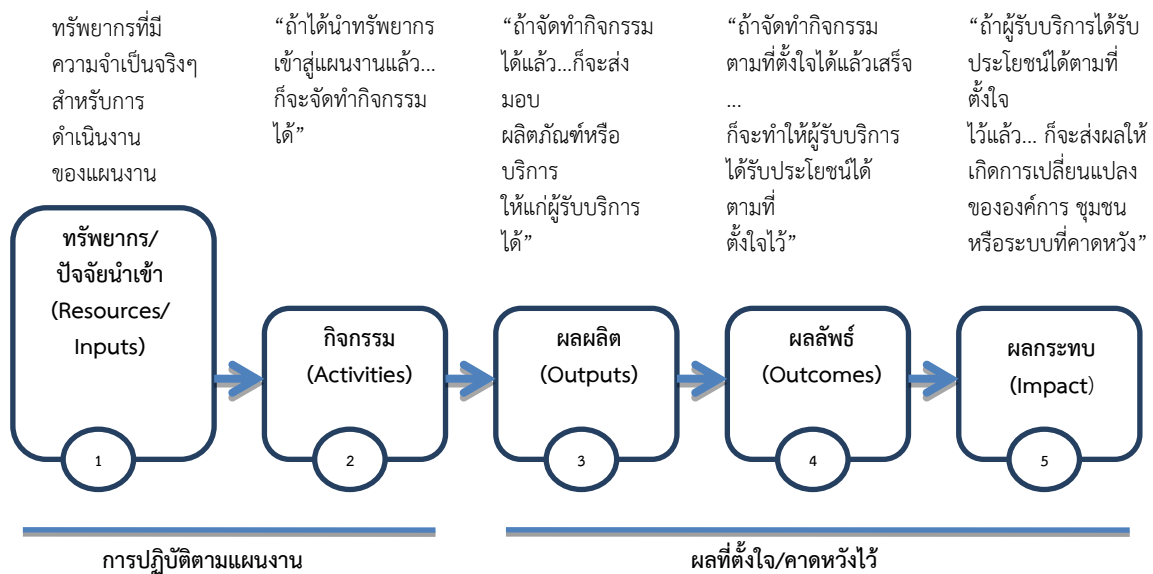 ทรัพยากรที่มี
ความจำเป็นจริงๆ
สำหรับการ
ดำเนินงาน
ของแผนงาน
“ถ้าได้นำทรัพยากร
เข้าสู่แผนงานแล้ว...
ก็จะจัดทำกิจกรรม
ได้”
“ถ้าจัดทำกิจกรรม
ได้แล้ว...ก็จะส่ง
มอบ
ผลิตภัณฑ์หรือ
บริการ
ให้แก่ผู้รับบริการ
ได้”
“ถ้าจัดทำกิจกรรม
ตามที่ตั้งใจได้แล้วเสร็จ
...
ก็จะทำให้ผู้รับบริการ
ได้รับประโยชน์ได้
ตามที่
ตั้งใจไว้”
“ถ้าผู้รับบริการได้รับ
ประโยชน์ได้ตามที่
ตั้งใจ
ไว้แล้ว... ก็จะส่งผลให้
เกิดการเปลี่ยนแปลง
ขององค์การ ชุมชน
หรือระบบที่คาดหวัง”
ทรัพยากร/
ปัจจัยนำเข้า
(Resources/
Inputs)
1
กิจกรรม
(Activities)
2
ผลผลิต
(Outputs)
3
ผลลัพธ์
(Outcomes)
4
ผลกระทบ
(Impact)
5
การปฏิบัติตามแผนงาน
ผลที่ตั้งใจ/คาดหวังไว้